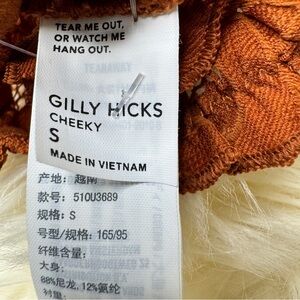 TEAR ME OUT,
OR WATCH ME
HANG OUT.
GILLY HICKS
CHEEKY
S
MADE IN VIETNAM
产地: 越南
款号: 510U3689
规格: S
号型/规格: 165/95
纤维含量:
大身:
88%尼龙, 12%氨纶
衬里: